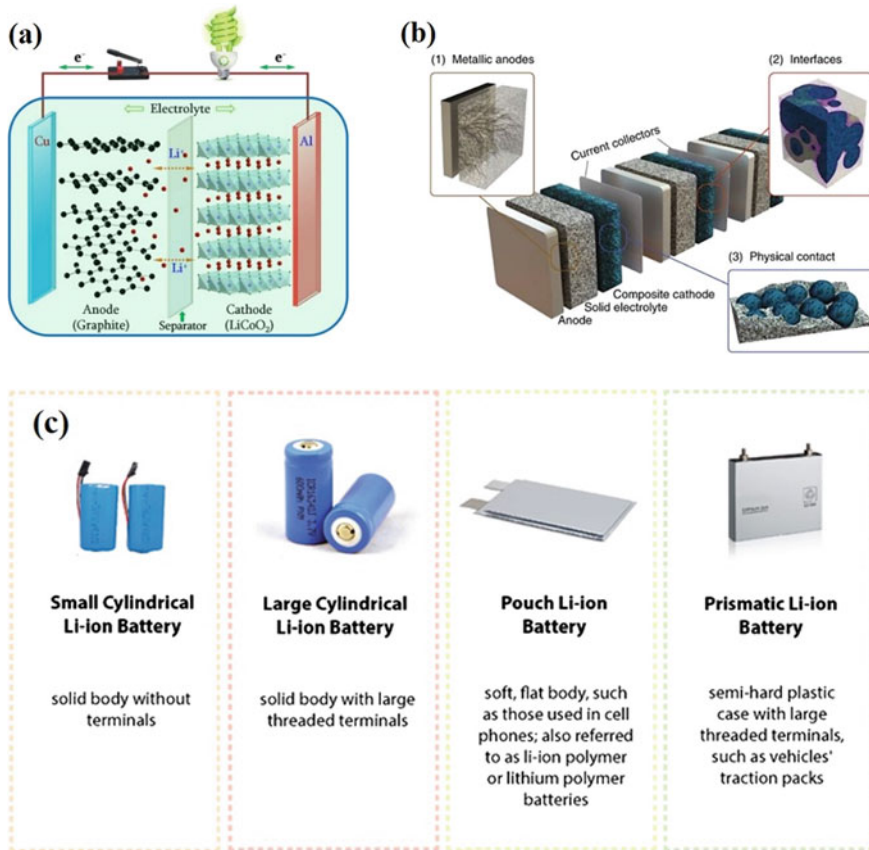 (a)
e⁻
e⁻
Electrolyte
Cu
Al
Li⁺
Li⁺
Anode
(Graphite)
Separator
Cathode
(LiCoO₂)
(b)
(1) Metallic anodes
(2) Interfaces
Current collectors
(3) Physical contact
Composite cathode
Solid electrolyte
Anode
(c)
Small Cylindrical
Li-ion Battery
solid body without
terminals
Large Cylindrical
Li-ion Battery
solid body with large
threaded terminals
Pouch Li-ion
Battery
soft, flat body, such
as those used in cell
phones; also referred
to as li-ion polymer
or lithium polymer
batteries
Prismatic Li-ion
Battery
semi-hard plastic
case with large
threaded terminals,
such as vehicles'
traction packs